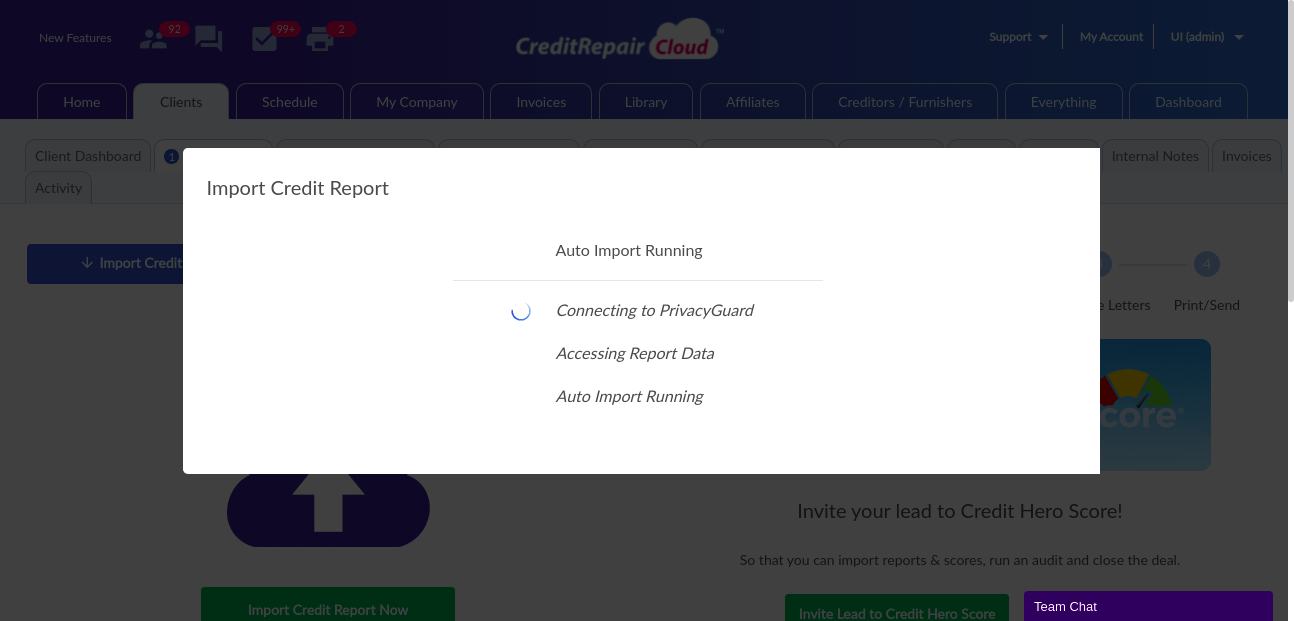 New Features
92
99+
2
CreditRepair Cloud™
Support
My Account
UI (admin)
Home
Clients
Schedule
My Company
Invoices
Library
Affiliates
Creditors / Furnishers
Everything
Dashboard
Client Dashboard
1
Internal Notes
Invoices
Activity
Import Credit Report
Import Credit
Auto Import Running
Connecting to PrivacyGuard
Accessing Report Data
Auto Import Running
4
e Letters
Print/Send
core®
Invite your lead to Credit Hero Score!
So that you can import reports & scores, run an audit and close the deal.
Import Credit Report Now
Invite Lead to Credit Hero Score
Team Chat